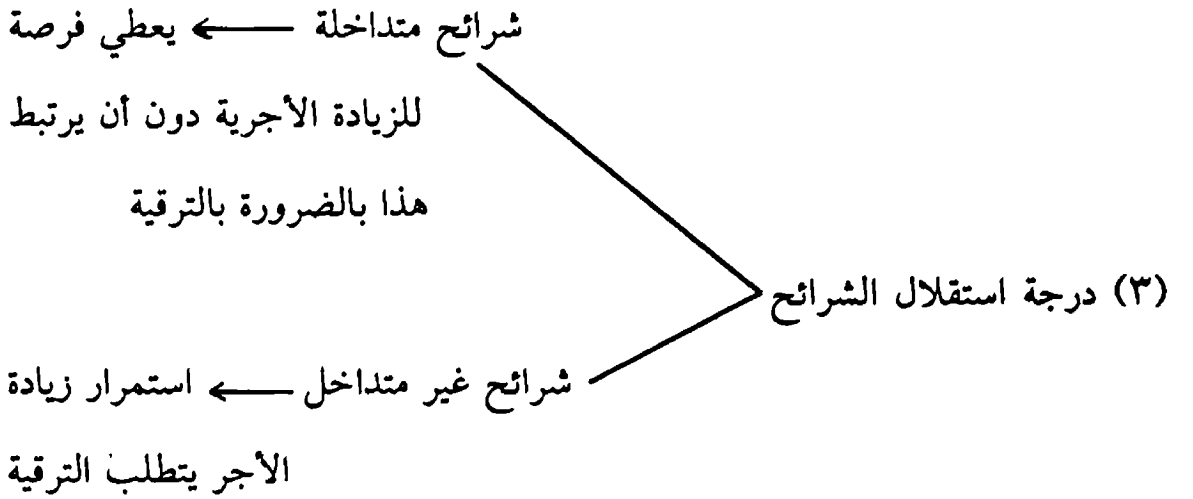 شرائح متداخلة ← يعطي فرصة
للزيادة الأجرية دون أن يرتبط
هذا بالضرورة بالترقية
(٣) درجة استقلال الشرائح
شرائح غير متداخل ← استمرار زيادة
الأجر يتطلب الترقية